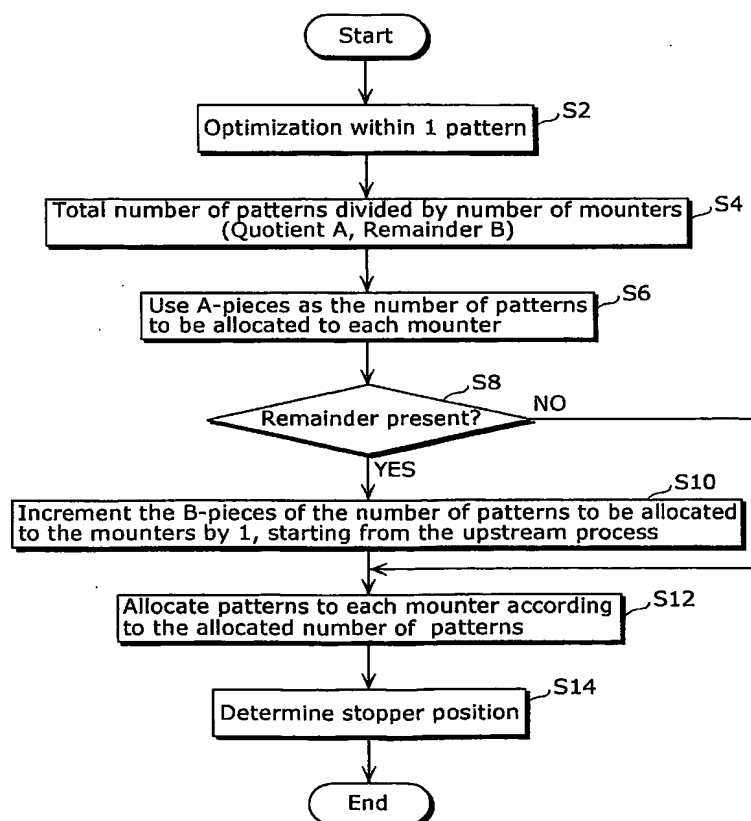 Start
Optimization within 1 pattern
S2
Total number of patterns divided by number of mounters
(Quotient A, Remainder B)
S4
Use A-pieces as the number of patterns
to be allocated to each mounter
S6
S8
Remainder present?
NO
YES
S10
Increment the B-pieces of the number of patterns to be allocated
to the mounters by 1, starting from the upstream process
Allocate patterns to each mounter according
to the allocated number of patterns
S12
S14
Determine stopper position
End